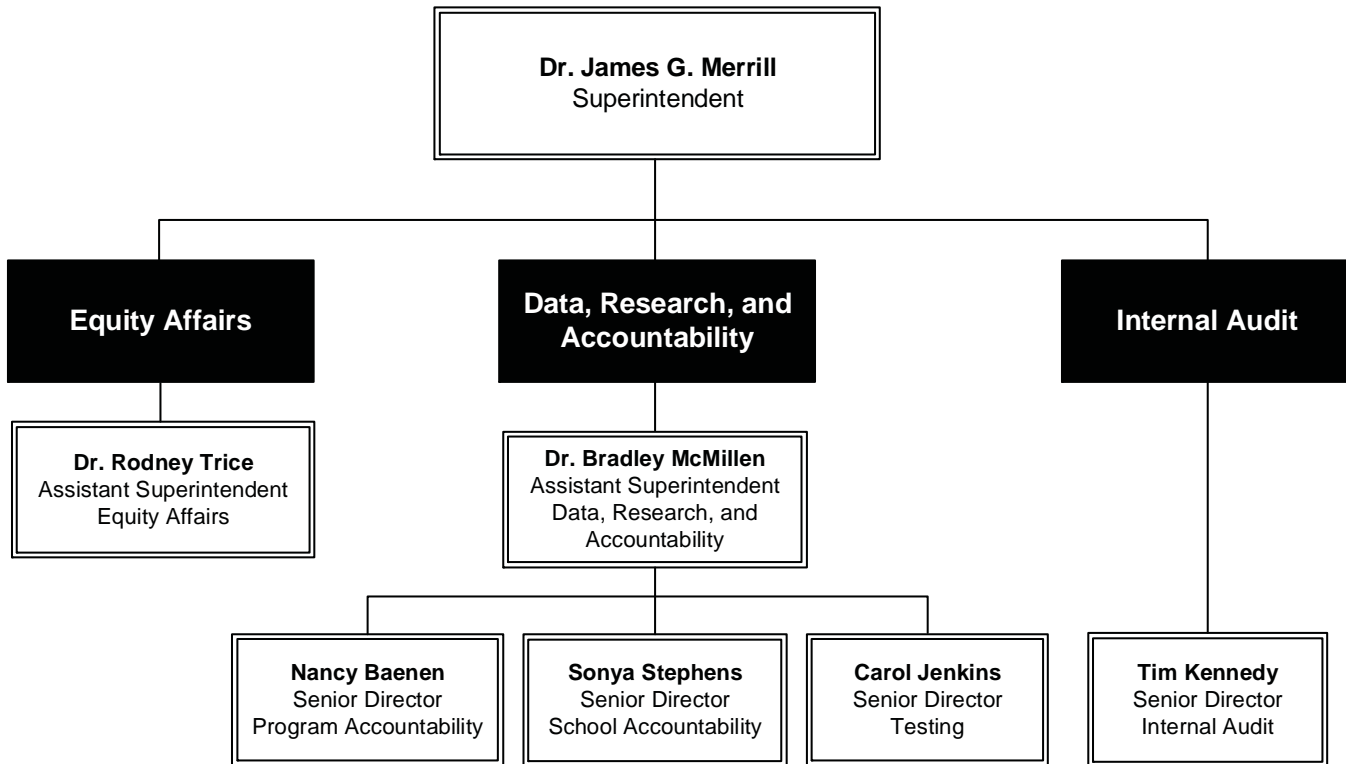 Dr. James G. Merrill
Superintendent
Equity Affairs
Data, Research, and
Accountability
Internal Audit
Dr. Rodney Trice
Assistant Superintendent
Equity Affairs
Dr. Bradley McMillen
Assistant Superintendent
Data, Research, and
Accountability
Nancy Baenen
Senior Director
Program Accountability
Sonya Stephens
Senior Director
School Accountability
Carol Jenkins
Senior Director
Testing
Tim Kennedy
Senior Director
Internal Audit